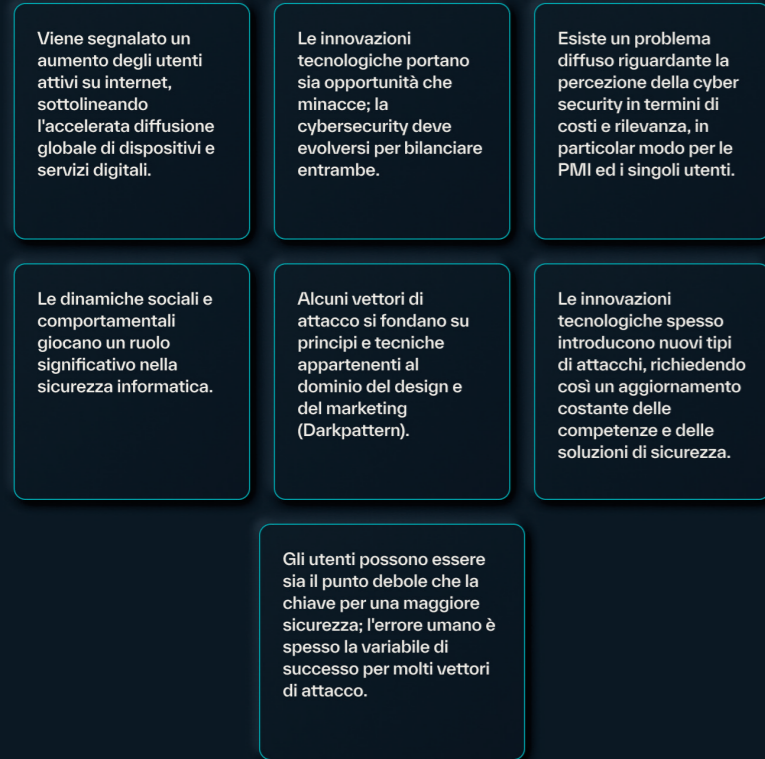 Viene segnalato un
aumento degli utenti
attivi su internet,
sottolineando
l'accelerata diffusione
globale di dispositivi e
servizi digitali.
Le innovazioni
tecnologiche portano
sia opportunità che
minacce; la
cybersecurity deve
evolversi per bilanciare
entrambe.
Esiste un problema
diffuso riguardante la
percezione della cyber
security in termini di
costi e rilevanza, in
particolar modo per le
PMI ed i singoli utenti.
Le dinamiche sociali e
comportamentali
giocano un ruolo
significativo nella
sicurezza informatica.
Alcuni vettori di
attacco si fondano su
principi e tecniche
appartenenti al
dominio del design e
del marketing
(Darkpattern).
Le innovazioni
tecnologiche spesso
introducono nuovi tipi
di attacchi, richiedendo
così un aggiornamento
costante delle
competenze e delle
soluzioni di sicurezza.
Gli utenti possono essere
sia il punto debole che la
chiave per una maggiore
sicurezza; l'errore umano è
spesso la variabile di
successo per molti vettori
di attacco.